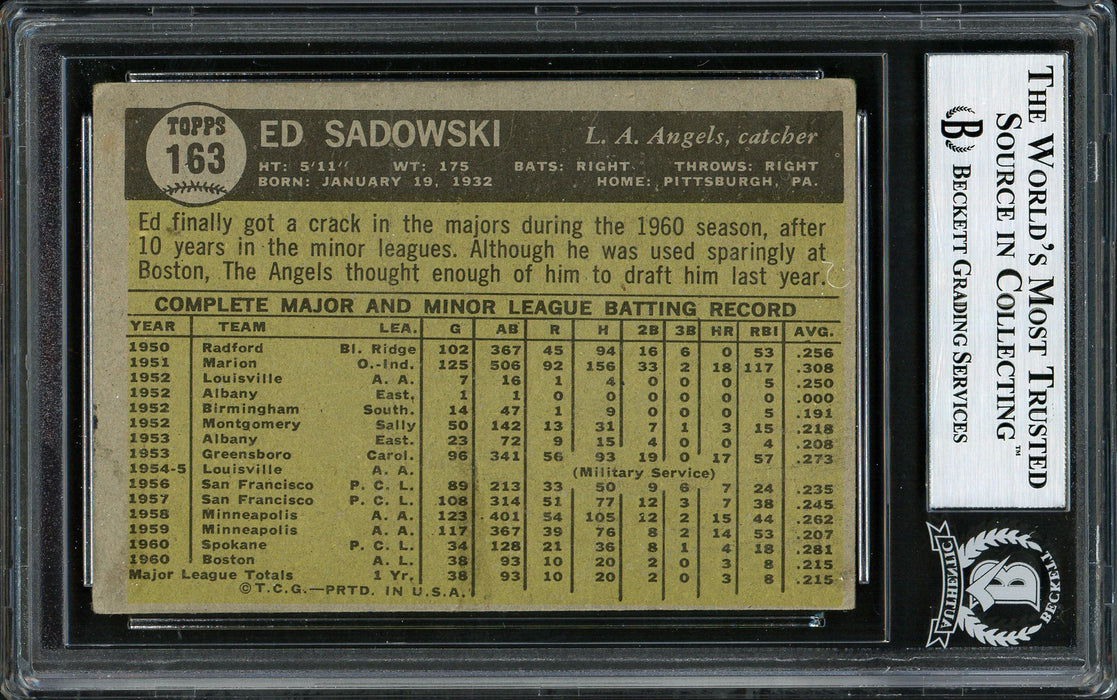 TOPPS
163
ED SADOWSKI
L. A. Angels, catcher
HT: 5'11" WT: 175 BATS: RIGHT THROWS: RIGHT
BORN: JANUARY 19, 1932 HOME: PITTSBURGH, PA.
Ed finally got a crack in the majors during the 1960 season, after
10 years in the minor leagues. Although he was used sparingly at
Boston, The Angels thought enough of him to draft him last year.
COMPLETE MAJOR AND MINOR LEAGUE BATTING RECORD
YEAR TEAM LEA. G AB R H 2B 3B HR RBI AVG.
1950 Radford Bl. Ridge 102 367 45 94 16 6 0 53 .256
1951 Marion O.-Ind. 125 506 92 156 33 2 18 117 .308
1952 Louisville A. A. 7 16 1 4 0 0 0 5 .250
1952 Albany East. 1 1 0 0 0 0 0 0 .000
1952 Birmingham South. 14 47 1 9 0 0 0 5 .191
1952 Montgomery Sally 50 142 13 31 7 1 3 15 .218
1953 Albany East. 23 72 9 15 4 0 0 4 .208
1953 Greensboro Carol. 96 341 56 93 19 0 17 57 .273
1954-5 Louisville A. A. (Military Service)
1956 San Francisco P. C. L. 89 213 33 50 9 6 7 24 .235
1957 San Francisco P. C. L. 108 314 51 77 12 3 7 38 .245
1958 Minneapolis A. A. 123 401 54 105 12 2 15 44 .262
1959 Minneapolis A. A. 117 367 39 76 8 2 14 53 .207
1960 Spokane P. C. L. 34 128 21 36 8 1 4 18 .281
1960 Boston A. L. 38 93 10 20 2 0 3 8 .215
Major League Totals 1 Yr. 38 93 10 20 2 0 3 8 .215
©T.C.G.—PRTD. IN U.S.A.
THE WORLD'S MOST TRUSTED
SOURCE IN COLLECTING™
B BECKETT GRADING SERVICES
AUTHENTIC
B
BECKETT